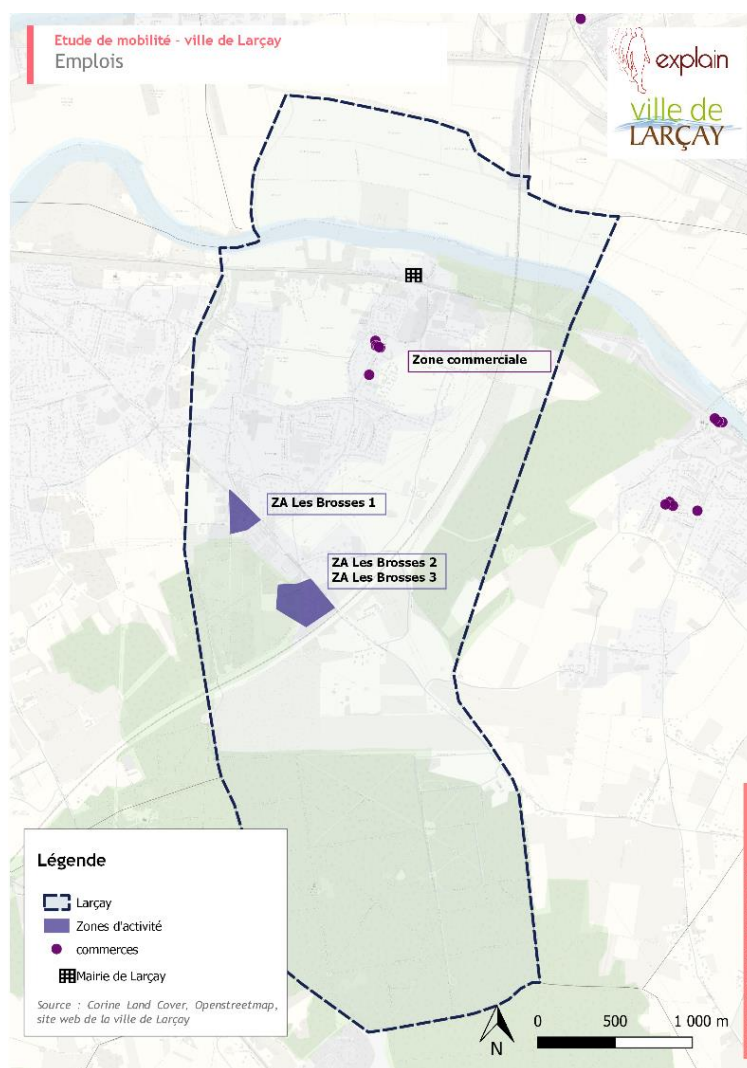 Etude de mobilité - ville de Larçay
Emplois
explain
ville de
LARÇAY
Zone commerciale
ZA Les Brosses 1
ZA Les Brosses 2
ZA Les Brosses 3
Légende
Larçay
Zones d'activité
commerces
Mairie de Larçay
Source : Corine Land Cover, Openstreetmap,
site web de la ville de Larçay
N
0 500 1 000 m